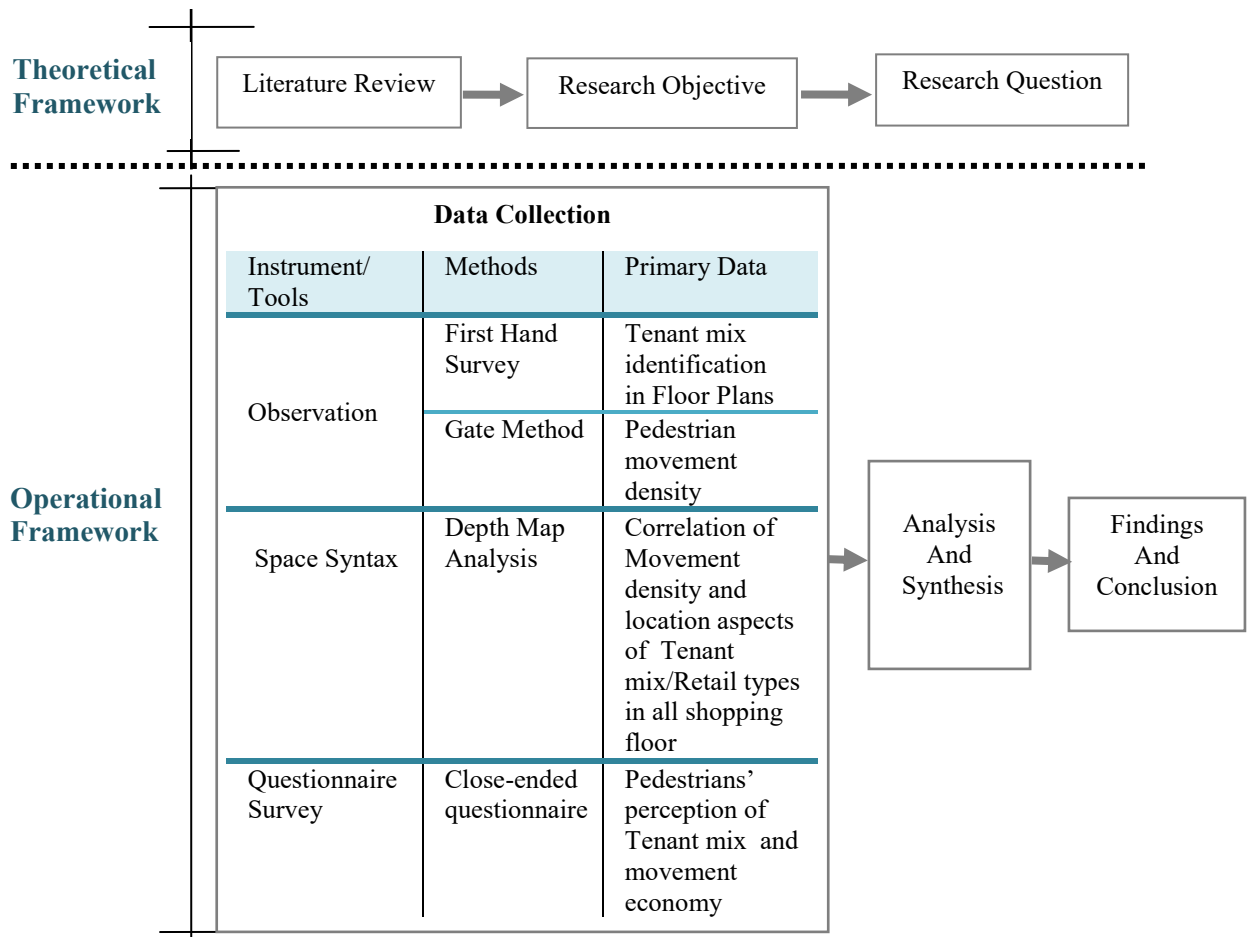 Theoretical
Framework
Literature Review
Research Objective
Research Question
Operational
Framework
Data Collection
Instrument/
Tools
Methods
Primary Data
Observation
First Hand
Survey
Tenant mix
identification
in Floor Plans
Gate Method
Pedestrian
movement
density
Space Syntax
Depth Map
Analysis
Correlation of
Movement
density and
location aspects
of Tenant
mix/Retail types
in all shopping
floor
Questionnaire
Survey
Close-ended
questionnaire
Pedestrians’
perception of
Tenant mix and
movement
economy
Analysis
And
Synthesis
Findings
And
Conclusion